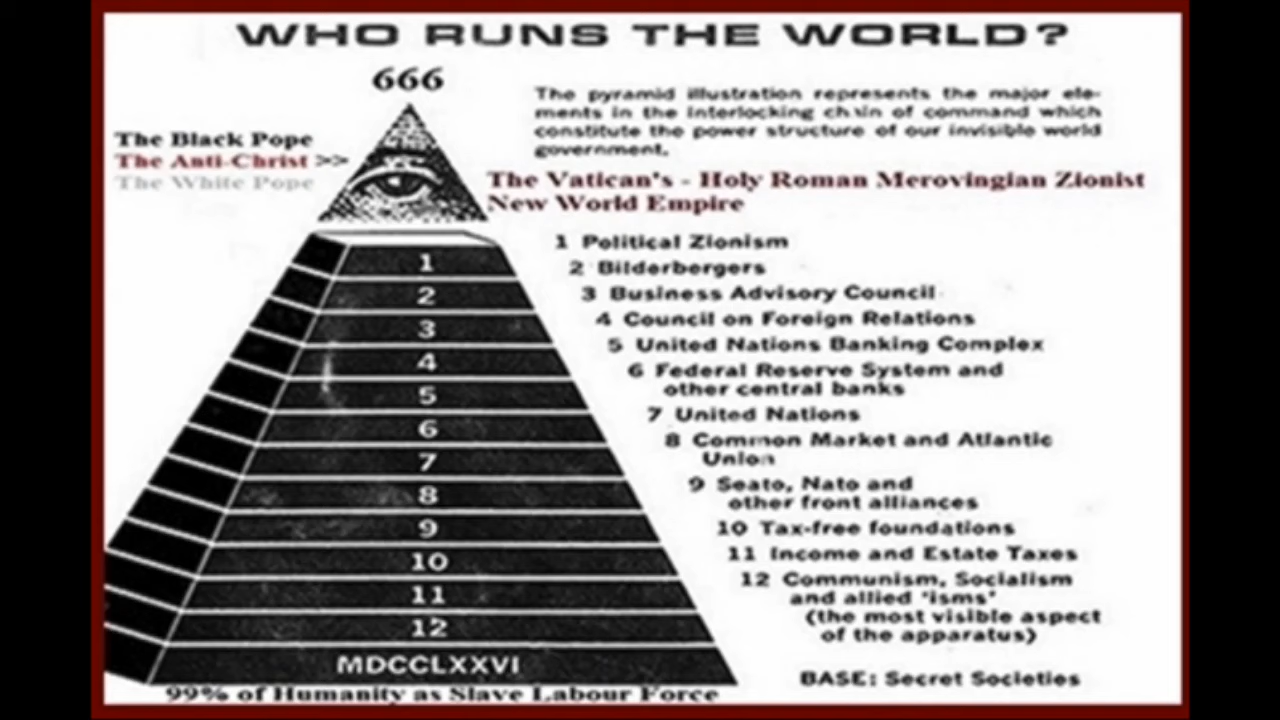 WHO RUNS THE WORLD?
666
The pyramid illustration represents the major ele-
ments in the interlocking chain of command which
constitute the power structure of our invisible world
government.
The Black Pope
The Anti-Christ >>
The White Pope
The Vatican's - Holy Roman Merovingian Zionist
New World Empire
1 Political Zionism
2 Bilderbergers
3 Business Advisory Council
4 Council on Foreign Relations
5 United Nations Banking Complex
6 Federal Reserve System and
other central banks
7 United Nations
8 Common Market and Atlantic
Union
9 Seato, Nato and
other front alliances
10 Tax-free foundations
11 Income and Estate Taxes
12 Communism, Socialism
and allied 'isms'
(the most visible aspect
of the apparatus)
BASE: Secret Societies
1
2
3
4
5
6
7
8
9
10
11
12
MDCCLXXVI
99% of Humanity as Slave Labour Force